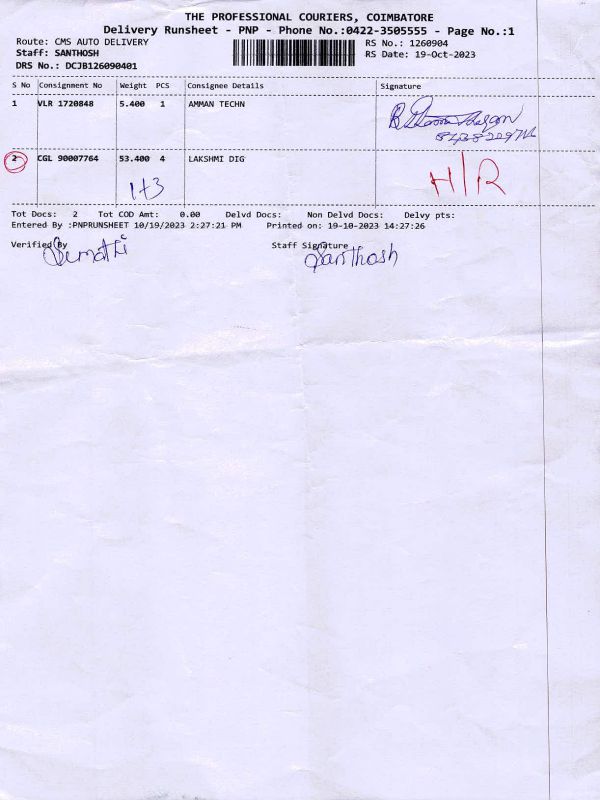 THE PROFESSIONAL COURIERS, COIMBATORE
Delivery Runsheet - PNP - Phone No.:0422-3505555 - Page No.:1
Route: CMS AUTO DELIVERY RS No.: 1260904
Staff: SANTHOSH RS Date: 19-Oct-2023
DRS No.: DCJB126090401
S No Consignment No Weight PCS Consignee Details Signature
1 VLR 1720848 5.400 1 AMMAN TECHN
2 CGL 90007764 53.400 4 LAKSHMI DIG H/R
1+3
Tot Docs: 2 Tot COD Amt: 0.00 Delvd Docs: Non Delvd Docs: Delvy pts:
Entered By :PNPRUNSHEET 10/19/2023 2:27:21 PM Printed on: 19-10-2023 14:27:26
Verified By Staff Signature
Santhosh